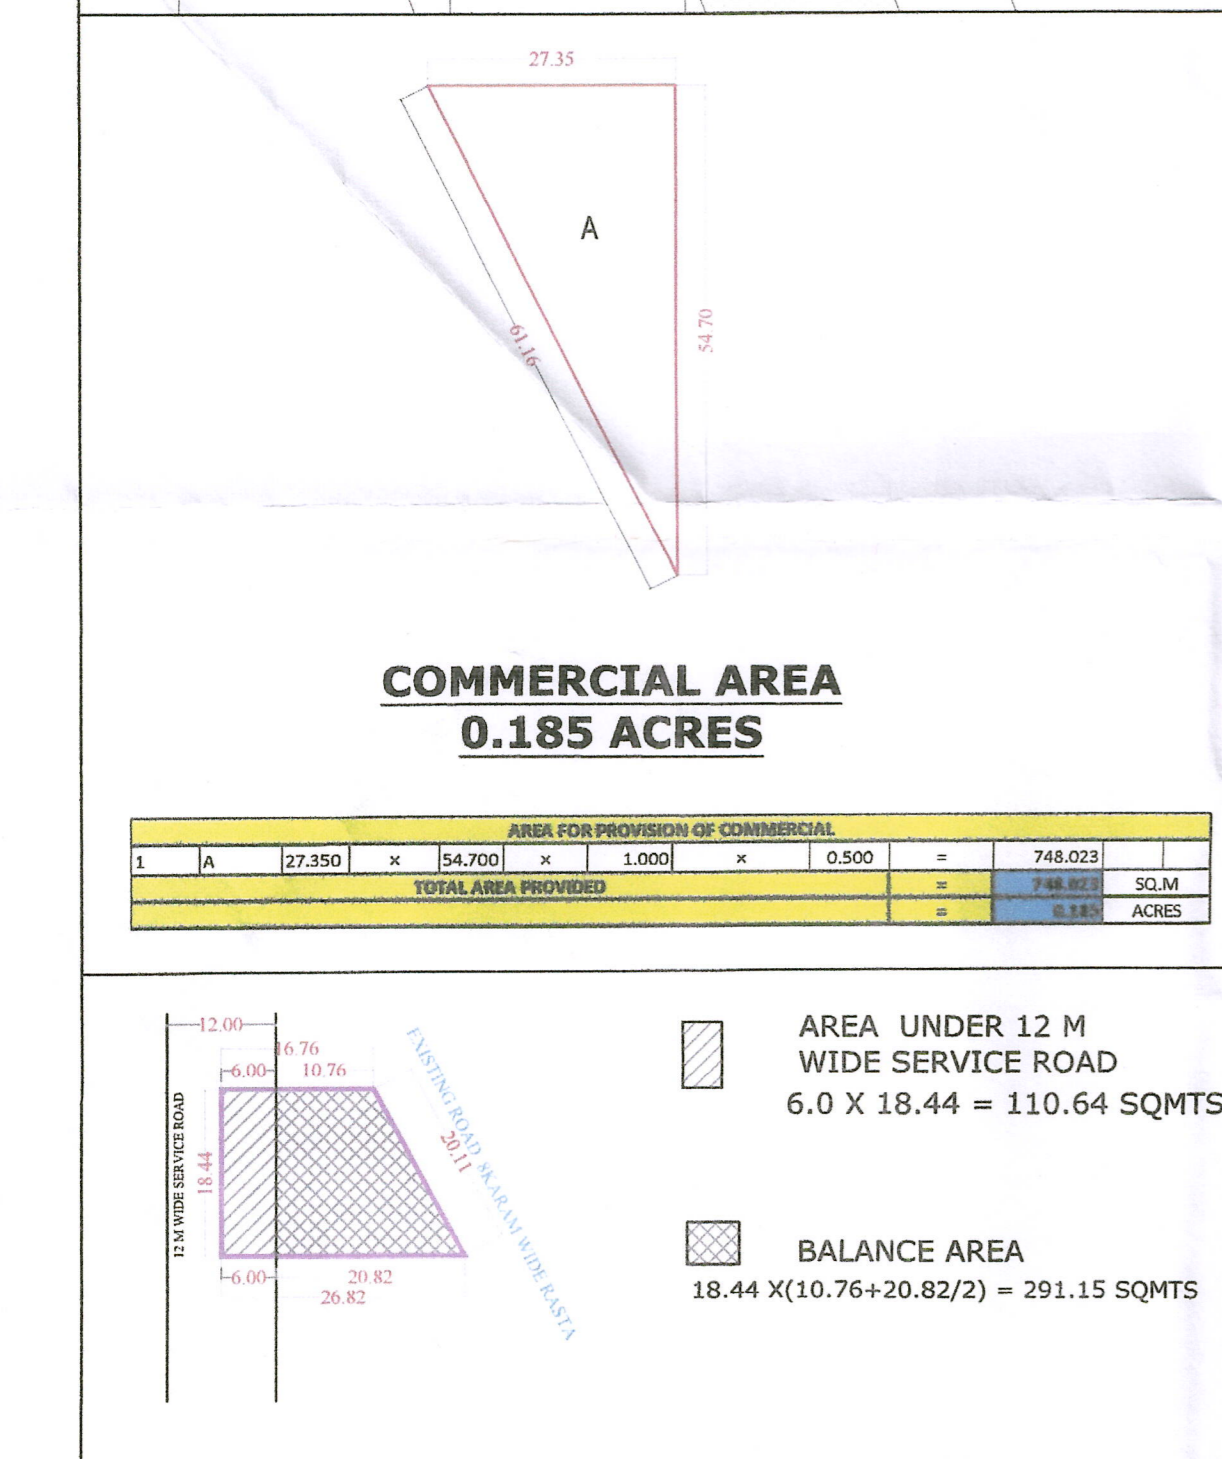 27.35
A
61.16
54.70
COMMERCIAL AREA
0.185 ACRES
AREA FOR PROVISION OF COMMERCIAL
1 A 27.350 × 54.700 × 1.000 × 0.500 = 748.023
TOTAL AREA PROVIDED = 748.023 SQ.M
= 0.185 ACRES
12.00
16.76
6.00 10.76
12 M WIDE SERVICE ROAD
18.44
20.11
EXISTING ROAD 8KARAM WIDE RASTA
6.00 20.82
26.82
AREA UNDER 12 M
WIDE SERVICE ROAD
6.0 X 18.44 = 110.64 SQMTS
BALANCE AREA
18.44 X(10.76+20.82/2) = 291.15 SQMTS